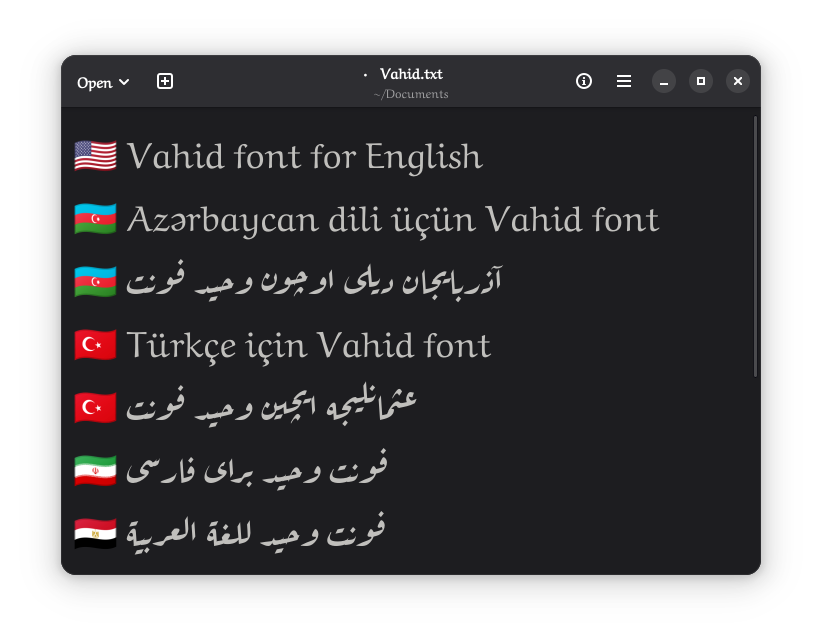 Open
• Vahid.txt
~/Documents
🇺🇸 Vahid font for English
🇦🇿 Azərbaycan dili üçün Vahid font
🇦🇿 آذربایجان دیلی اوچون وحید فونت
🇹🇷 Türkçe için Vahid font
🇹🇷 عثمانلیجه ایچین وحید فونت
🇮🇷 فونت وحید برای فارسی
🇪🇬 فونت وحيد للغة العربية